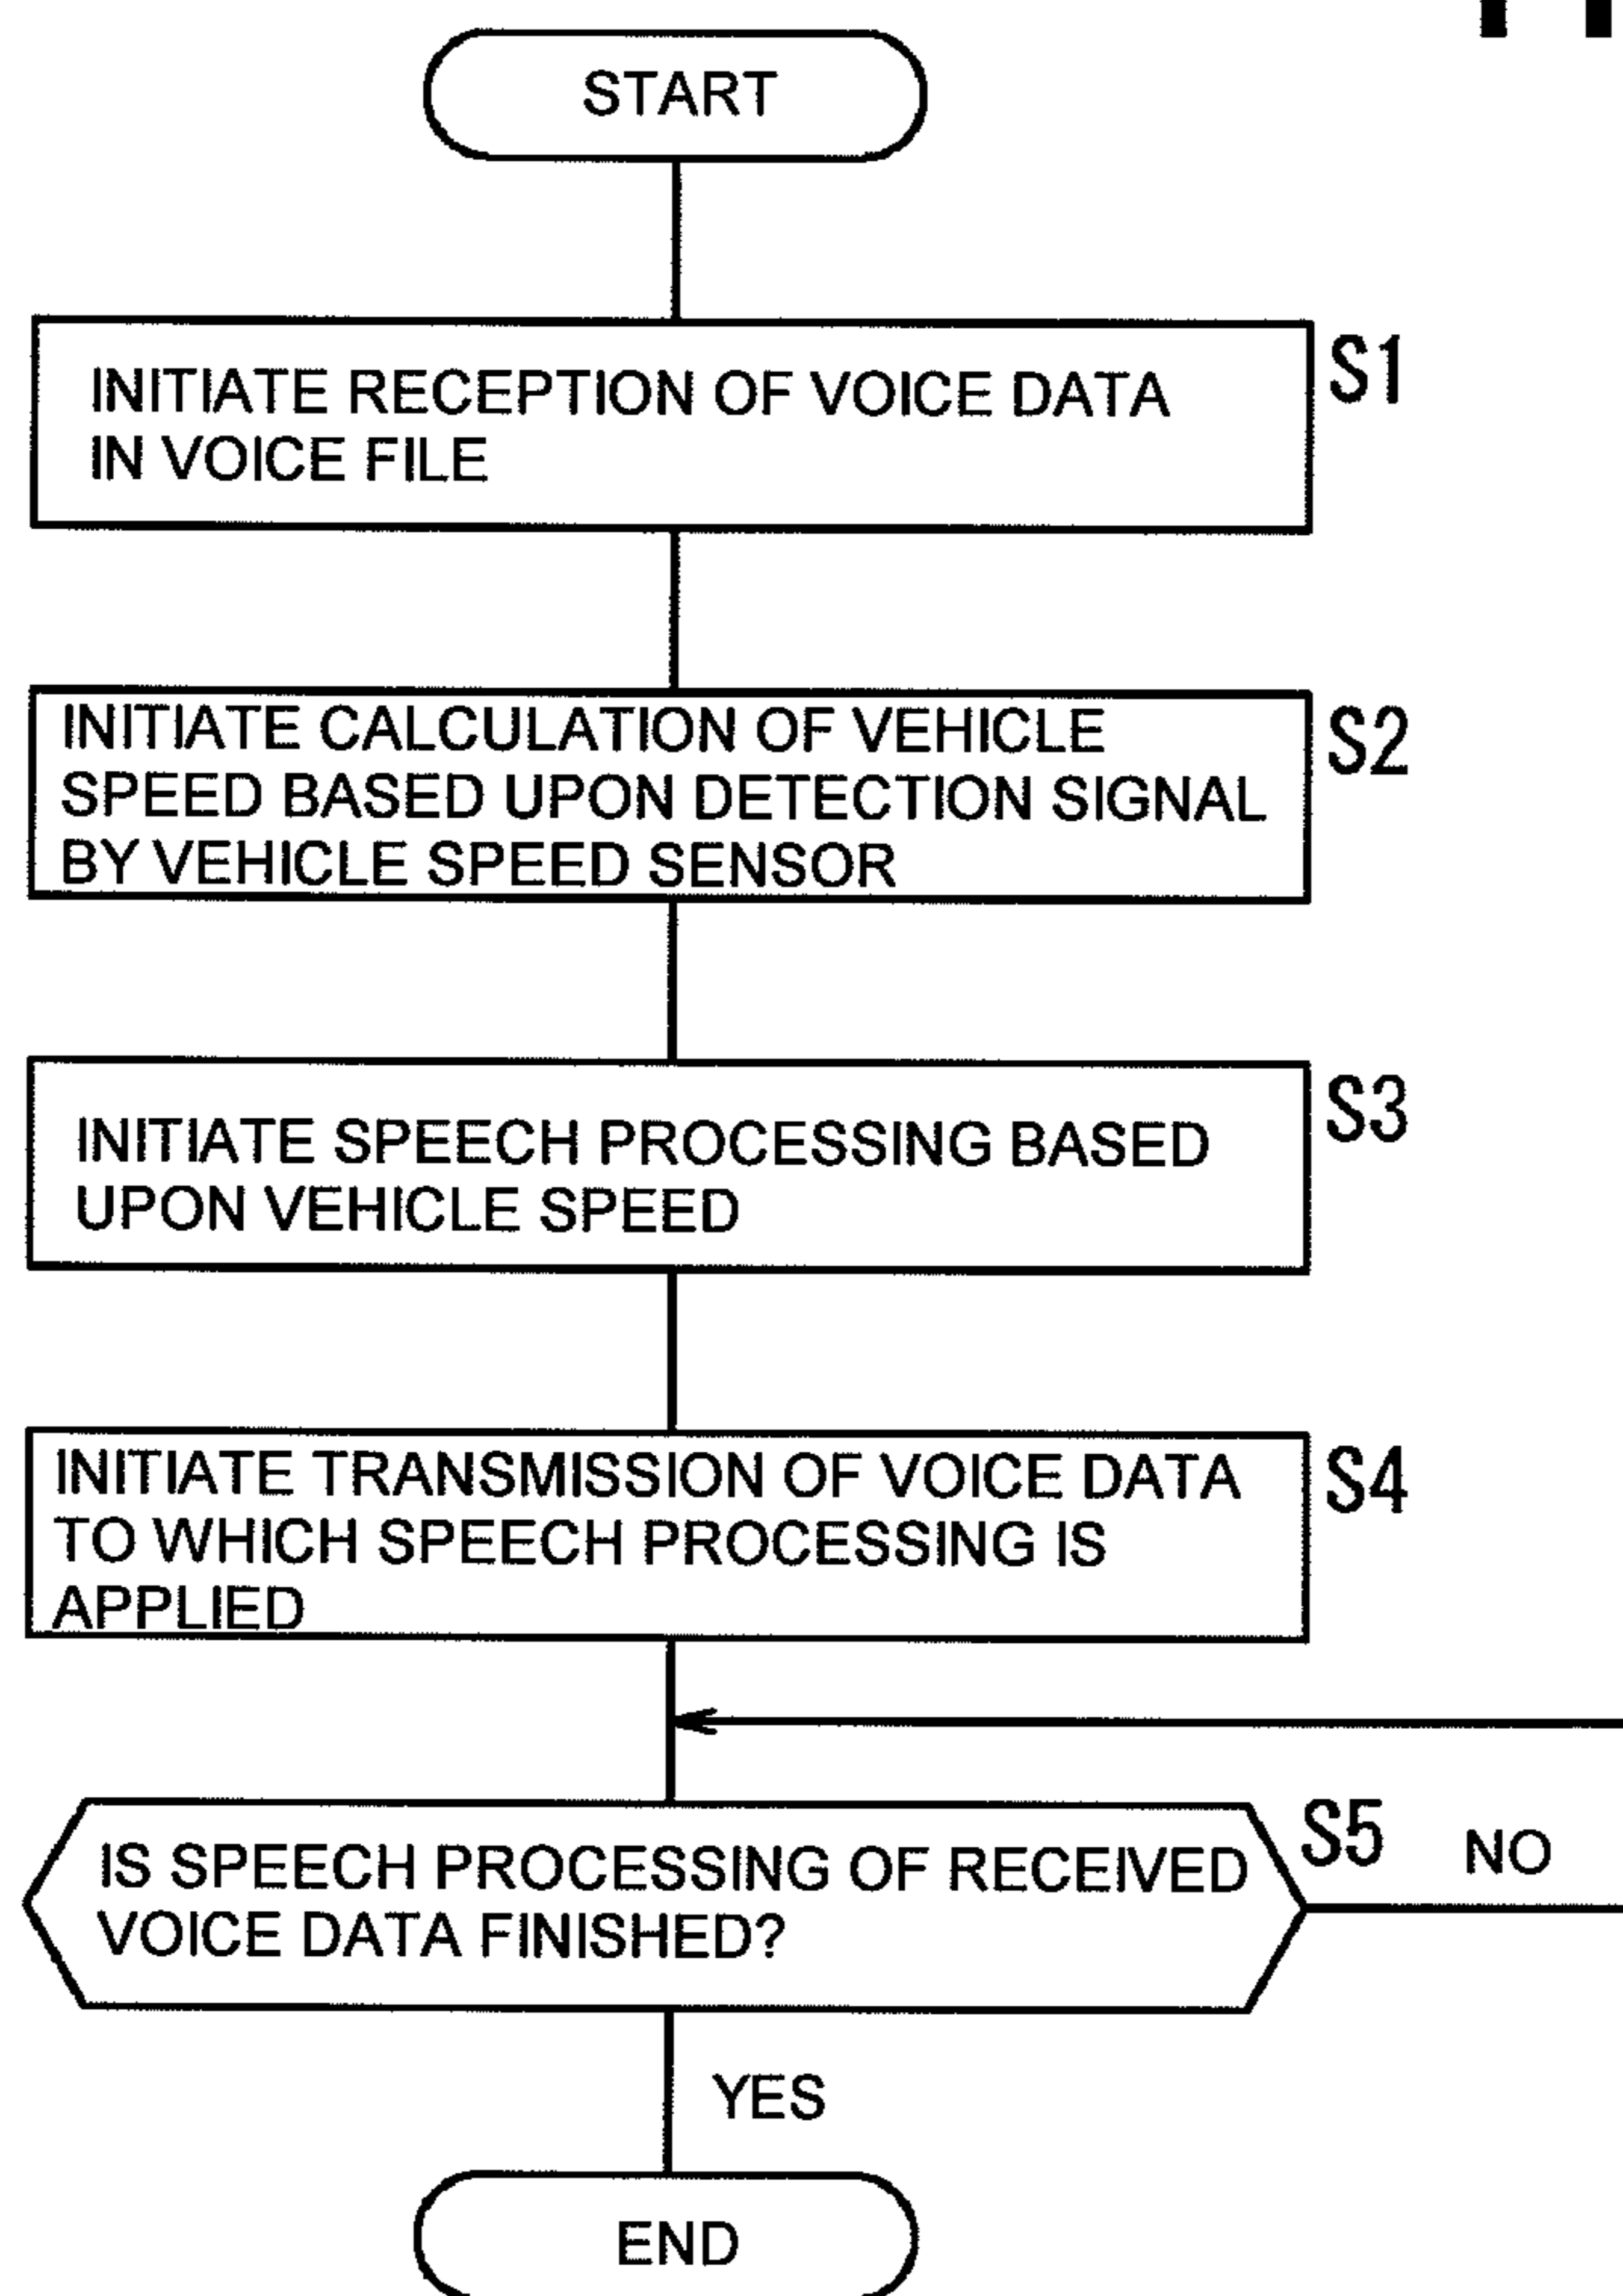 START
INITIATE RECEPTION OF VOICE DATA
IN VOICE FILE
S1
INITIATE CALCULATION OF VEHICLE
SPEED BASED UPON DETECTION SIGNAL
BY VEHICLE SPEED SENSOR
S2
INITIATE SPEECH PROCESSING BASED
UPON VEHICLE SPEED
S3
INITIATE TRANSMISSION OF VOICE DATA
TO WHICH SPEECH PROCESSING IS
APPLIED
S4
IS SPEECH PROCESSING OF RECEIVED
VOICE DATA FINISHED?
S5
NO
YES
END